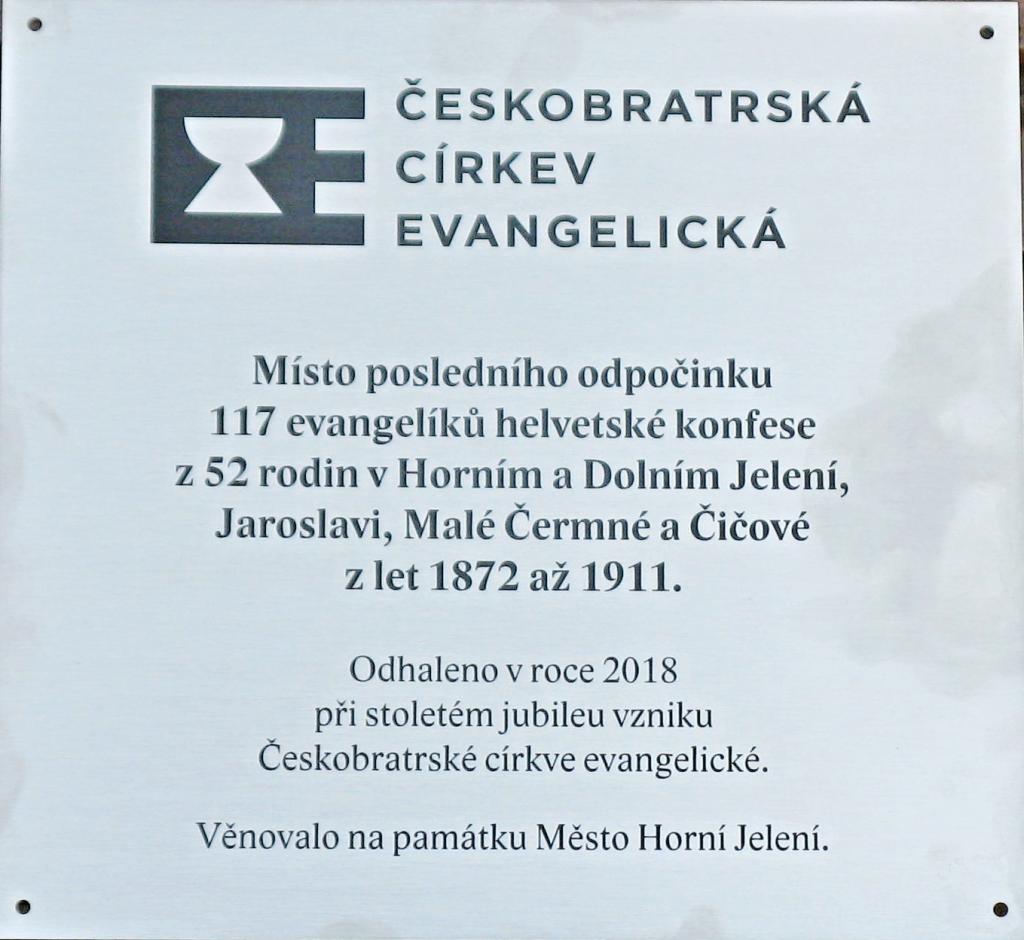 ČESKOBRATRSKÁ
CÍRKEV
EVANGELICKÁ
Místo posledního odpočinku
117 evangelíků helvetské konfese
z 52 rodin v Horním a Dolním Jelení,
Jaroslavi, Malé Čermné a Čičové
z let 1872 až 1911.
Odhaleno v roce 2018
při stoletém jubileu vzniku
Českobratrské církve evangelické.
Věnovalo na památku Město Horní Jelení.